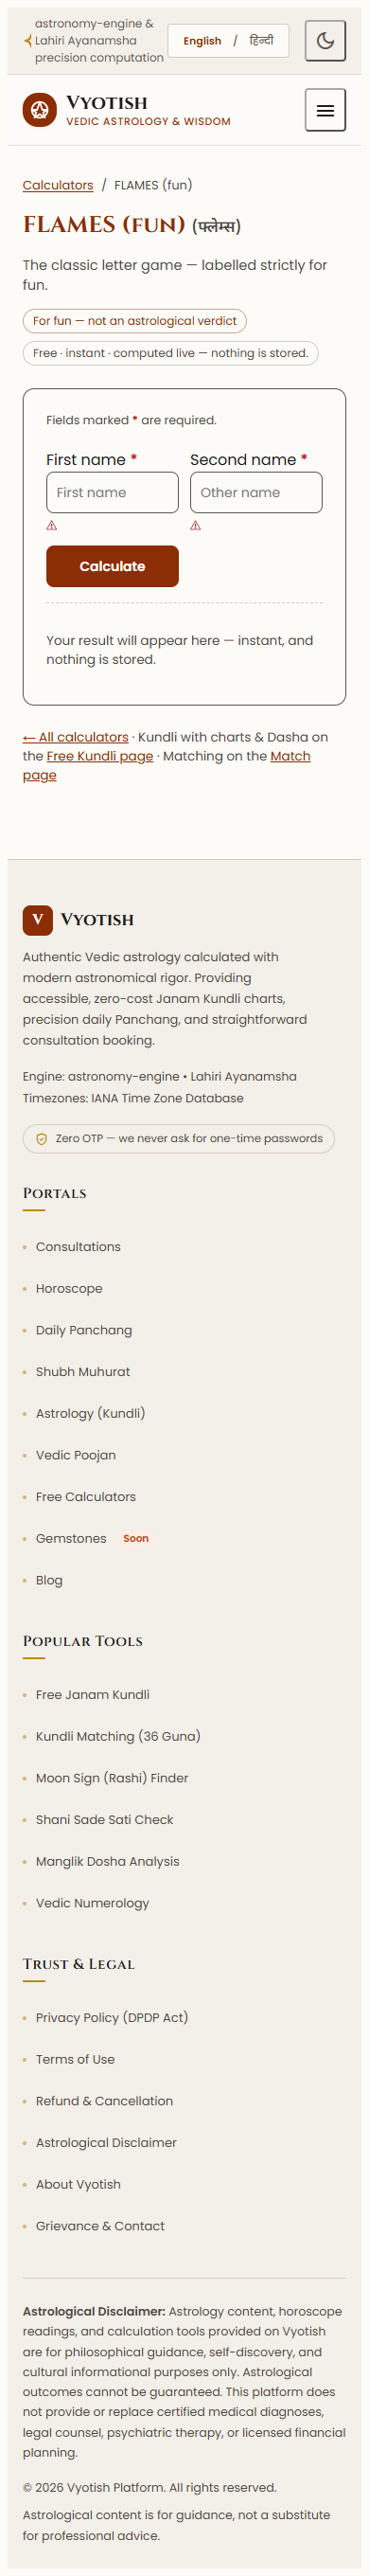 astronomy-engine &
Lahiri Ayanamsha
precision computation
English / हिन्दी
Vyotish
VEDIC ASTROLOGY & WISDOM
Calculators / FLAMES (fun)
FLAMES (fun) (फ्लेम्स)
The classic letter game — labelled strictly for
fun.
For fun — not an astrological verdict
Free · instant · computed live — nothing is stored.
Fields marked * are required.
First name * Second name *
First name Other name
Calculate
Your result will appear here — instant, and
nothing is stored.
← All calculators · Kundli with charts & Dasha on
the Free Kundli page · Matching on the Match
page
V Vyotish
Authentic Vedic astrology calculated with
modern astronomical rigor. Providing
accessible, zero-cost Janam Kundli charts,
precision daily Panchang, and straightforward
consultation booking.
Engine: astronomy-engine • Lahiri Ayanamsha
Timezones: IANA Time Zone Database
Zero OTP — we never ask for one-time passwords
Portals
Consultations
Horoscope
Daily Panchang
Shubh Muhurat
Astrology (Kundli)
Vedic Poojan
Free Calculators
Gemstones Soon
Blog
Popular Tools
Free Janam Kundli
Kundli Matching (36 Guna)
Moon Sign (Rashi) Finder
Shani Sade Sati Check
Manglik Dosha Analysis
Vedic Numerology
Trust & Legal
Privacy Policy (DPDP Act)
Terms of Use
Refund & Cancellation
Astrological Disclaimer
About Vyotish
Grievance & Contact
Astrological Disclaimer: Astrology content, horoscope
readings, and calculation tools provided on Vyotish
are for philosophical guidance, self-discovery, and
cultural informational purposes only. Astrological
outcomes cannot be guaranteed. This platform does
not provide or replace certified medical diagnoses,
legal counsel, psychiatric therapy, or licensed financial
planning.
© 2026 Vyotish Platform. All rights reserved.
Astrological content is for guidance, not a substitute
for professional advice.